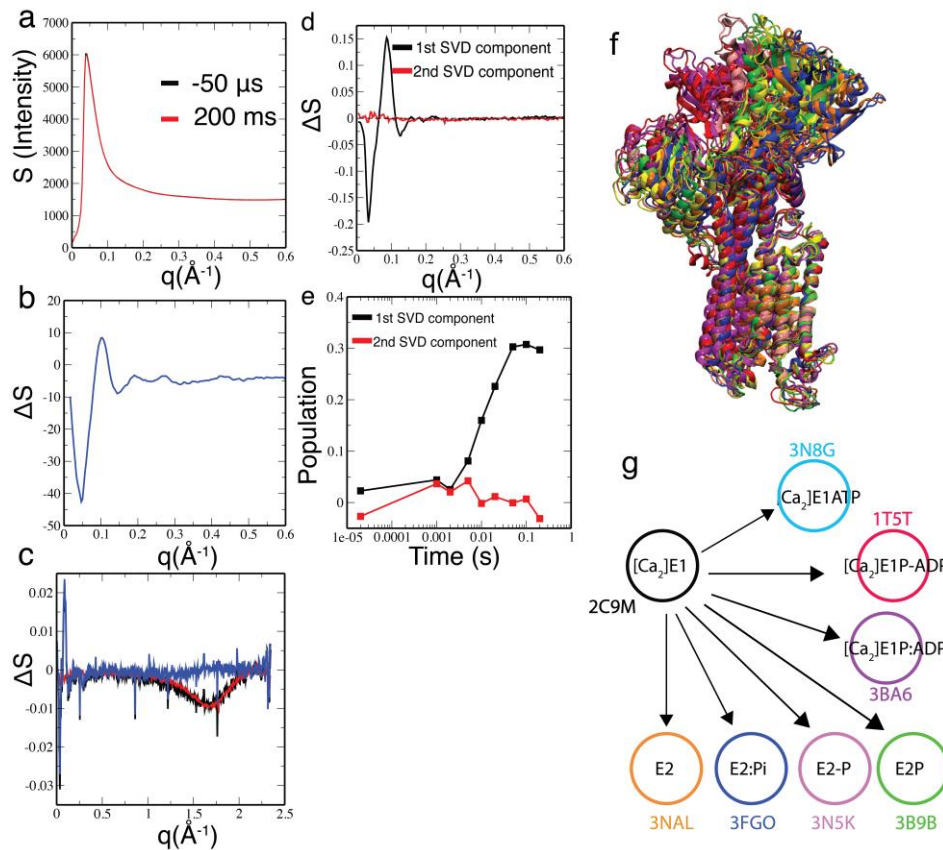 a
S (Intensity)
7000
6000
5000
4000
3000
2000
1000
0
-50 µs
200 ms
0 0.1 0.2 0.3 0.4 0.5 0.6
q(Å⁻¹)
b
ΔS
20
10
0
-10
-20
-30
-40
-50
0 0.1 0.2 0.3 0.4 0.5 0.6
q(Å⁻¹)
c
ΔS
0.02
0.01
0
-0.01
-0.02
-0.03
0 0.5 1 1.5 2 2.5
q(Å⁻¹)
d
ΔS
0.15
0.1
0.05
0
-0.05
-0.1
-0.15
-0.2
-0.25
1st SVD component
2nd SVD component
0 0.1 0.2 0.3 0.4 0.5 0.6
q(Å⁻¹)
e
Population
0.4
0.3
0.2
0.1
0
1st SVD component
2nd SVD component
1e-05 0.0001 0.001 0.01 0.1 1
Time (s)
f
g
3N8G
[Ca₂]E1ATP
1T5T
[Ca₂]E1P-ADP
[Ca₂]E1
2C9M
[Ca₂]E1P:ADP
3BA6
E2 E2:Pi E2-P E2P
3NAL 3FGO 3N5K 3B9B